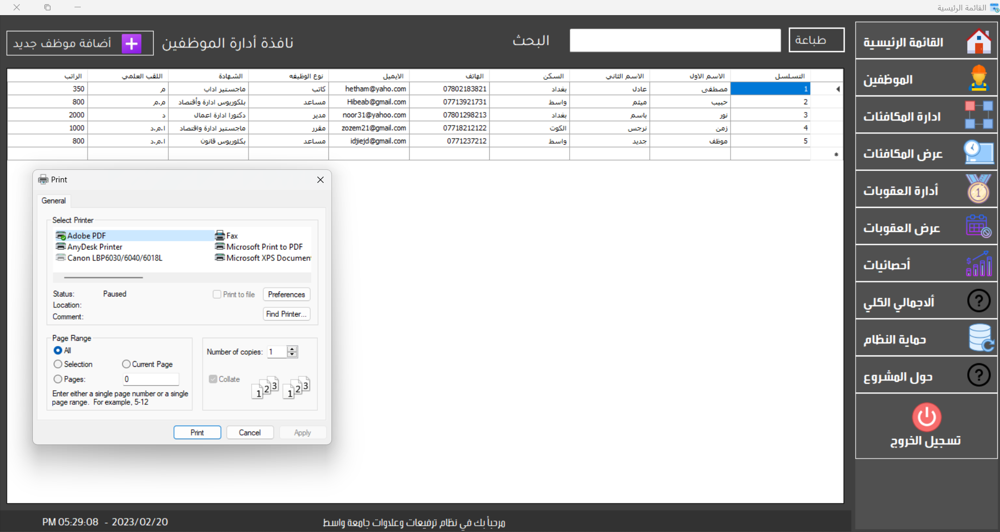 القائمة الرئيسية
القائمة الرئيسية
الموظفين
ادارة المكافئات
عرض المكافئات
أدارة العقوبات
عرض العقوبات
أحصائيات
ألاجمالي الكلي
حماية النظام
حول المشروع
تسجيل الخروج
طباعة
البحث
نافذة أدارة الموظفين
أضافة موظف جديد
التسلسل الاسم الاول الاسم الثاني السكن الهاتف الايميل نوع الوظيفه الشهادة اللقب العلمي الراتب
1 مصطفى عادل بغداد 07802183821 hetham@yaho.com كاتب ماجستير اداب م 350
2 حبيب ميثم واسط 07713921731 Hibeab@gmail.com مساعد بلكوريوس ادارة وأقتصاد م.م 800
3 نور باسم بغداد 07801298213 noor31@yahoo.com مدير دكتورا ادارة اعمال د 2000
4 زمن نرجس الكوت 07718212122 zozem21@gmail.com مقرر ماجستير ادارة واقتصاد ا.م.د 1000
5 موظف جديد واسط 0771237212 idjiejd@gmail.com مساعد بكلوريوس قانون ا.م.د 800
Print
General
Select Printer
Adobe PDF
Fax
AnyDesk Printer
Microsoft Print to PDF
Canon LBP6030/6040/6018L
Microsoft XPS Documen
Status: Paused
Print to file
Preferences
Location:
Comment:
Find Printer...
Page Range
All
Selection
Current Page
Pages: 0
Enter either a single page number or a single
page range. For example, 5-12
Number of copies: 1
Collate
1 2 3 1 2 3
Print
Cancel
Apply
مرحبأ بك في نظام ترفيعات وعلاوات جامعة واسط
PM 05:29:08 - 2023/02/20